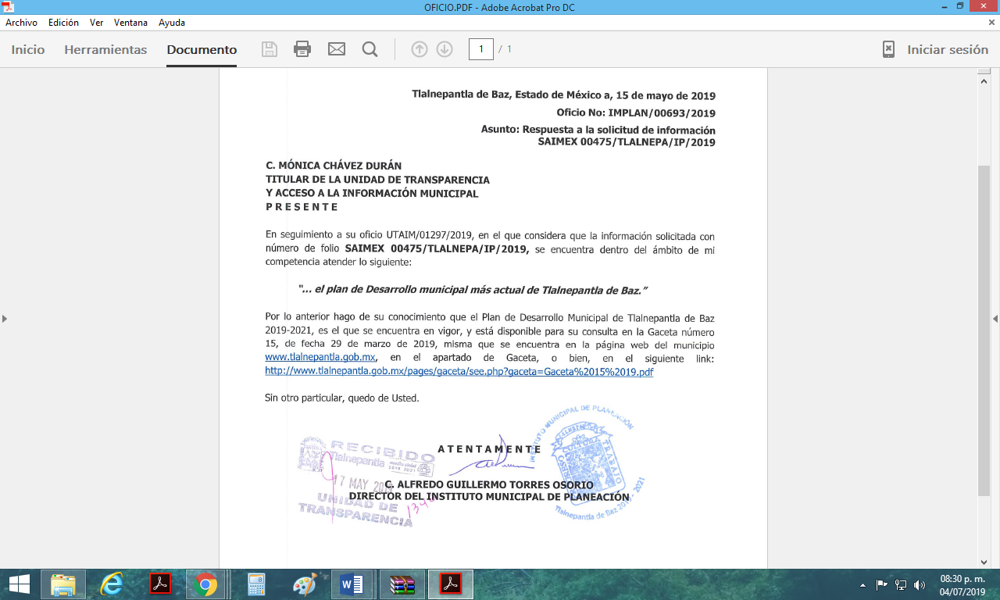 OFICIO.PDF - Adobe Acrobat Pro DC
Archivo Edición Ver Ventana Ayuda
Inicio Herramientas Documento 1 / 1 Iniciar sesión
Tlalnepantla de Baz, Estado de México a, 15 de mayo de 2019
Oficio No: IMPLAN/00693/2019
Asunto: Respuesta a la solicitud de información
SAIMEX 00475/TLALNEPA/IP/2019
C. MÓNICA CHÁVEZ DURÁN
TITULAR DE LA UNIDAD DE TRANSPARENCIA
Y ACCESO A LA INFORMACIÓN MUNICIPAL
P R E S E N T E
En seguimiento a su oficio UTAIM/01297/2019, en el que considera que la información solicitada con
número de folio SAIMEX 00475/TLALNEPA/IP/2019, se encuentra dentro del ámbito de mi
competencia atender lo siguiente:
"... el plan de Desarrollo municipal más actual de Tlalnepantla de Baz."
Por lo anterior hago de su conocimiento que el Plan de Desarrollo Municipal de Tlalnepantla de Baz
2019-2021, es el que se encuentra en vigor, y está disponible para su consulta en la Gaceta número
15, de fecha 29 de marzo de 2019, misma que se encuentra en la página web del municipio
www.tlalnepantla.gob.mx, en el apartado de Gaceta, o bien, en el siguiente link:
http://www.tlalnepantla.gob.mx/pages/gaceta/see.php?gaceta=Gaceta%2015%2019.pdf
Sin otro particular, quedo de Usted.
INSTITUTO MUNICIPAL DE PLANEACIÓN
RECIBIDO
Tlalnepantla
2019-2021
A T E N T A M E N T E
TRABAJO
17 MAY 201
C. ALFREDO GUILLERMO TORRES OSORIO
DIRECTOR DEL INSTITUTO MUNICIPAL DE PLANEACIÓN
UNIDAD DE
TRANSPARENCIA
Tlalnepantla de Baz 2019 - 2021
08:30 p. m.
04/07/2019